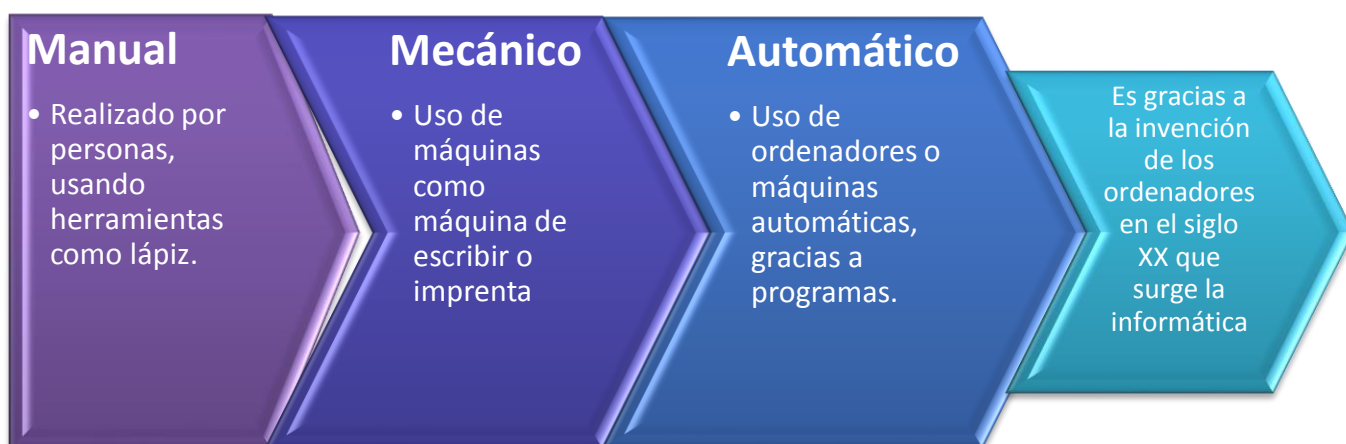 Manual
• Realizado por
personas,
usando
herramientas
como lápiz.
Mecánico
• Uso de
máquinas
como
máquina de
escribir o
imprenta
Automático
• Uso de
ordenadores o
máquinas
automáticas,
gracias a
programas.
Es gracias a
la invención
de los
ordenadores
en el siglo
XX que
surge la
informática